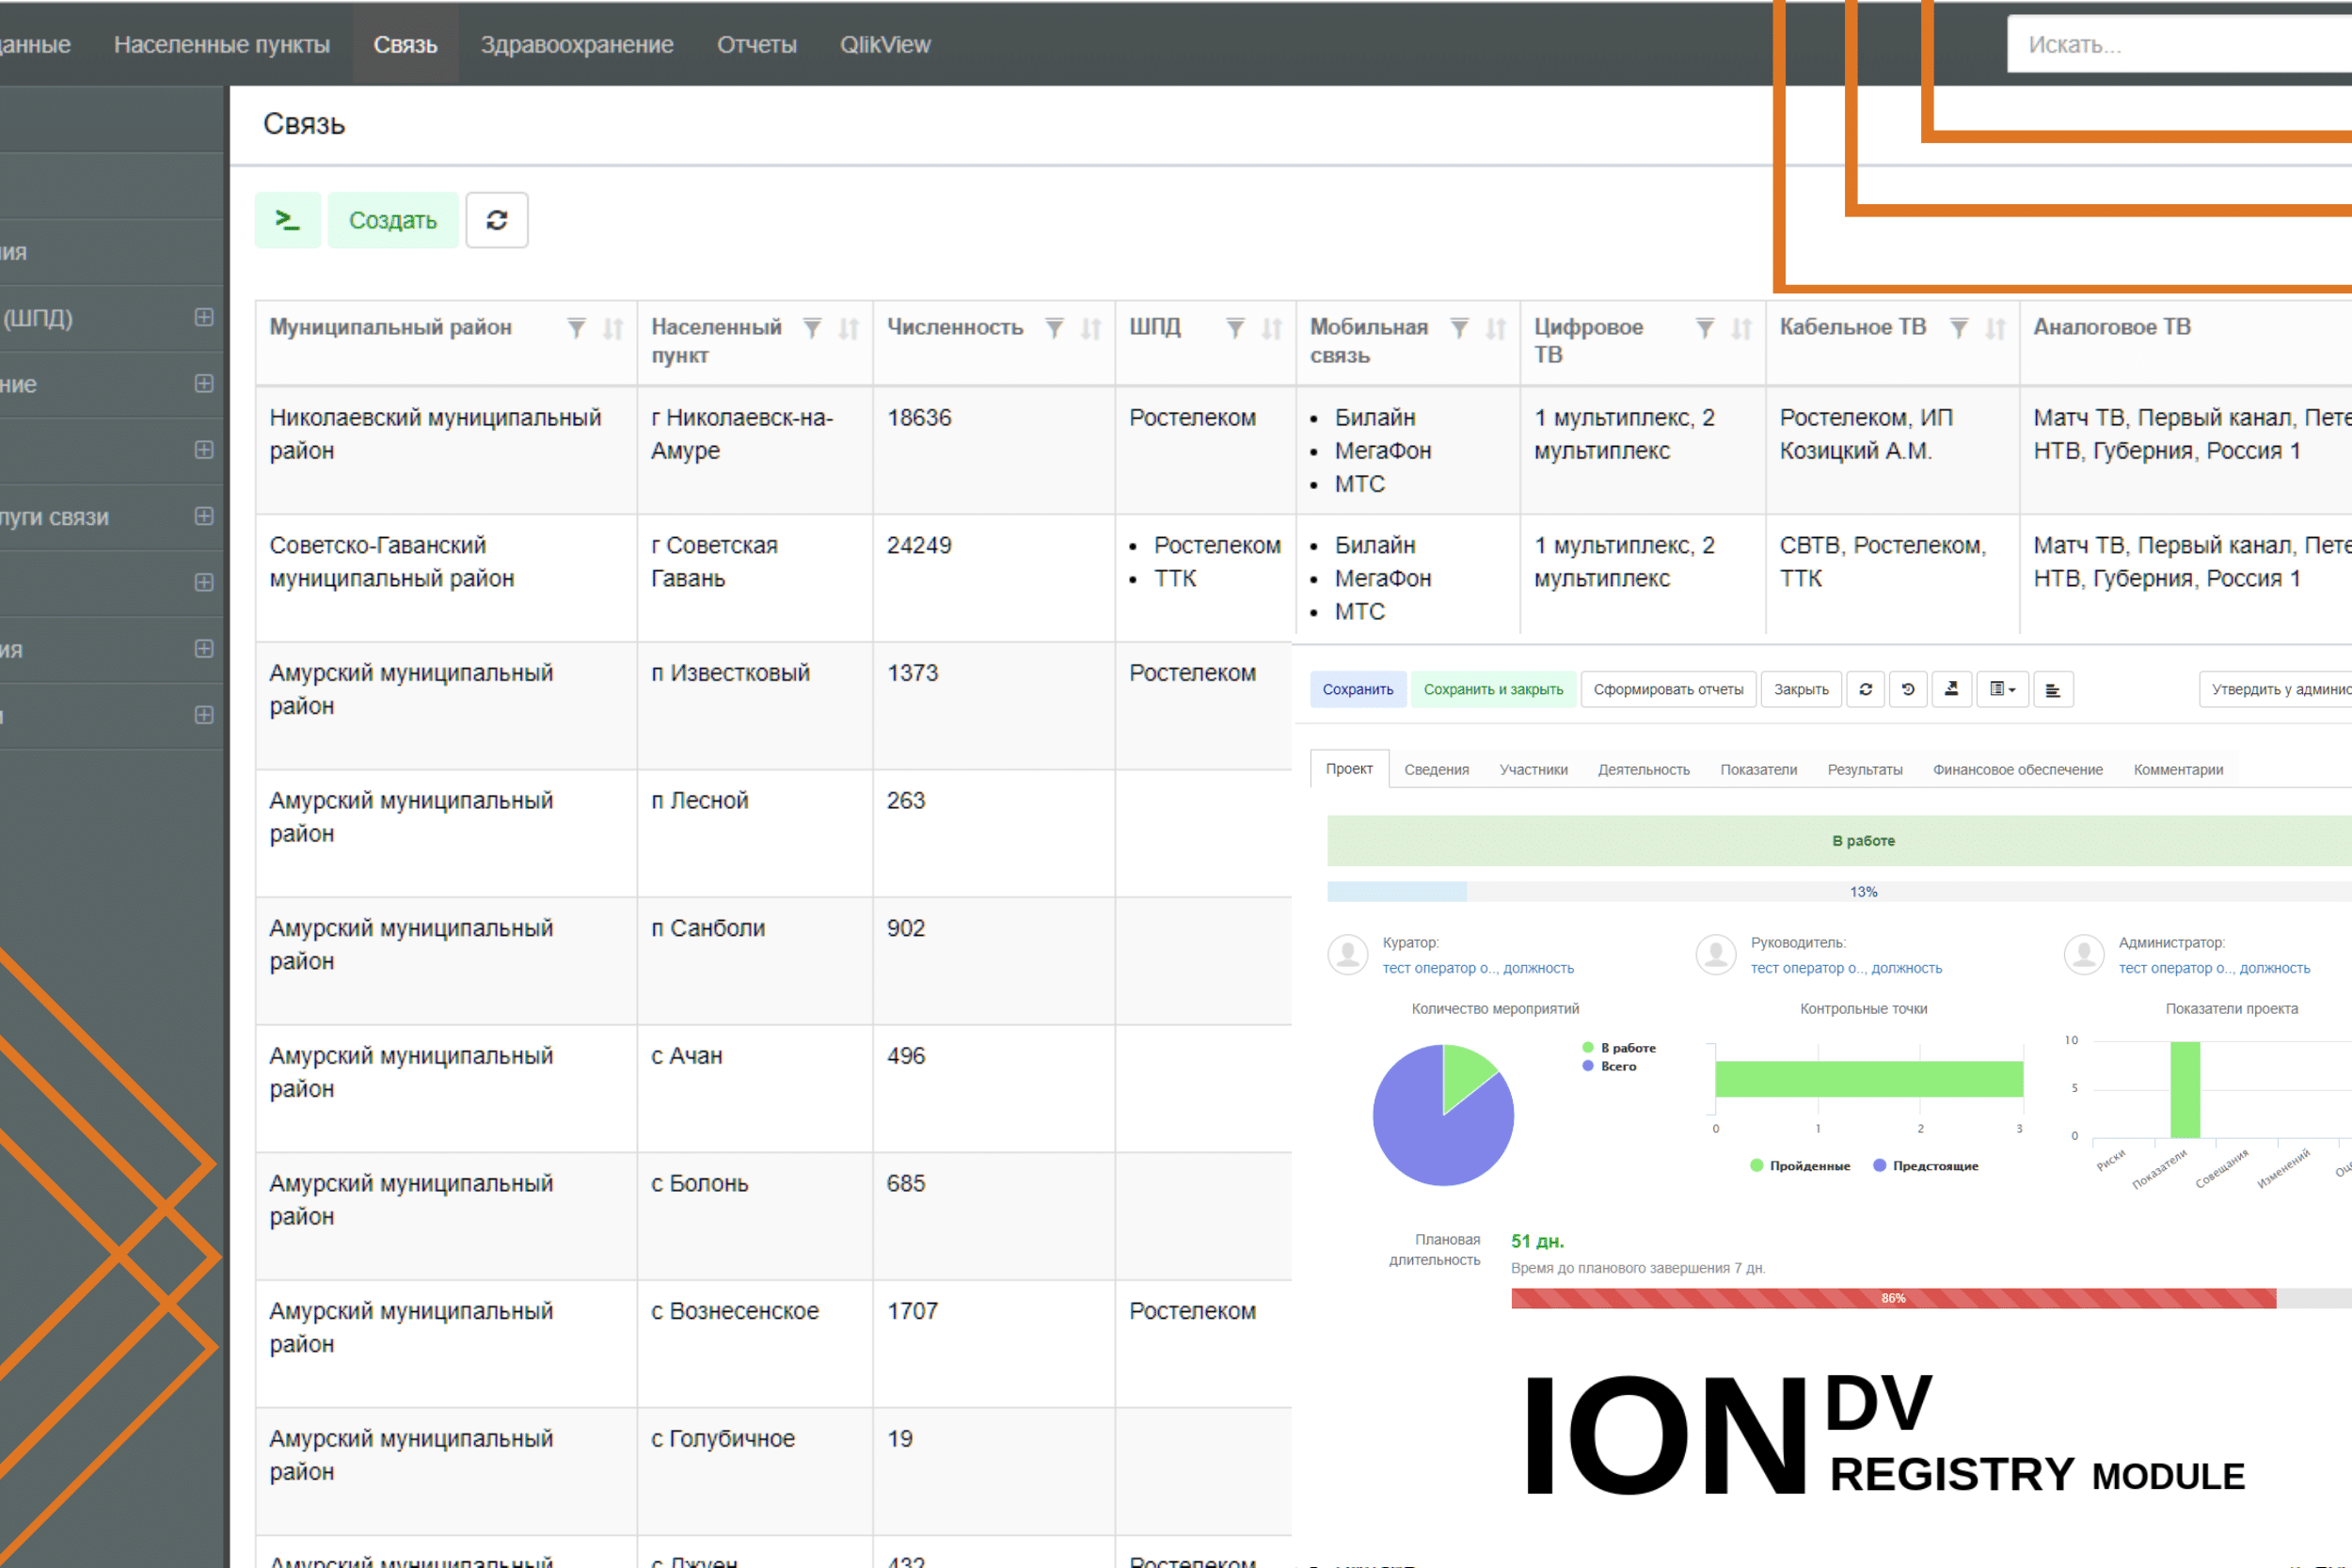 Населенные пункты Связь Здравоохранение Отчеты QlikView Искать...
Связь
>_ Создать
(ШПД)
связи
Муниципальный район Населенный Численность ШПД Мобильная Цифровое Кабельное ТВ Аналоговое ТВ
пункт связь ТВ
Николаевский муниципальный г Николаевск-на- 18636 Ростелеком • Билайн 1 мультиплекс, 2 Ростелеком, ИП Матч ТВ, Первый канал,
район Амуре • МегаФон мультиплекс Козицкий А.М. НТВ, Губерния, Россия 1
• МТС
Советско-Гаванский г Советская 24249 • Ростелеком • Билайн 1 мультиплекс, 2 СВТВ, Ростелеком, Матч ТВ, Первый канал,
муниципальный район Гавань • ТТК • МегаФон мультиплекс ТТК НТВ, Губерния, Россия 1
• МТС
Амурский муниципальный п Известковый 1373 Ростелеком
район
Амурский муниципальный п Лесной 263
район
Амурский муниципальный п Санболи 902
район
Амурский муниципальный с Ачан 496
район
Амурский муниципальный с Болонь 685
район
Амурский муниципальный с Вознесенское 1707 Ростелеком
район
Амурский муниципальный с Голубичное 19
район
Амурский муниципальный с Джуен 432 Ростелеком
Сохранить Сохранить и закрыть Сформировать отчеты Закрыть Утвердить у
Проект Сведения Участники Деятельность Показатели Результаты Финансовое обеспечение Комментарии
В работе
13%
Куратор: Руководитель: Администратор:
тест оператор о.., должность тест оператор о.., должность тест оператор о.., должность
Количество мероприятий Контрольные точки Показатели проекта
В работе
Всего
0 1 2 3
Пройденные Предстоящие
10
5
0
Риски Показатели Совещания Изменений
Плановая 51 дн.
длительность Время до планового завершения 7 дн.
86%
ION DV
REGISTRY MODULE